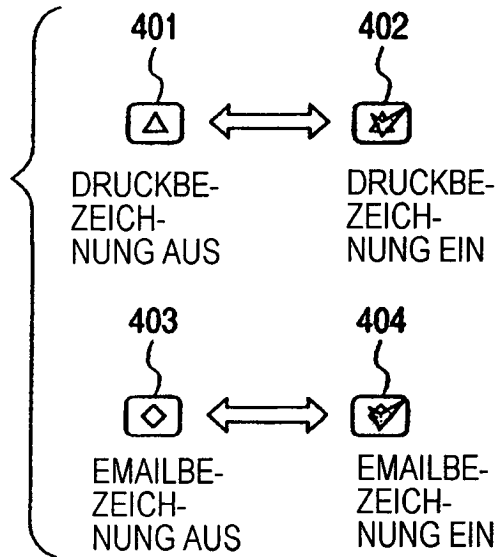 401 402
DRUCKBE- DRUCKBE-
ZEICH- ZEICH-
NUNG AUS NUNG EIN
403 404
EMAILBE- EMAILBE-
ZEICH- ZEICH-
NUNG AUS NUNG EIN